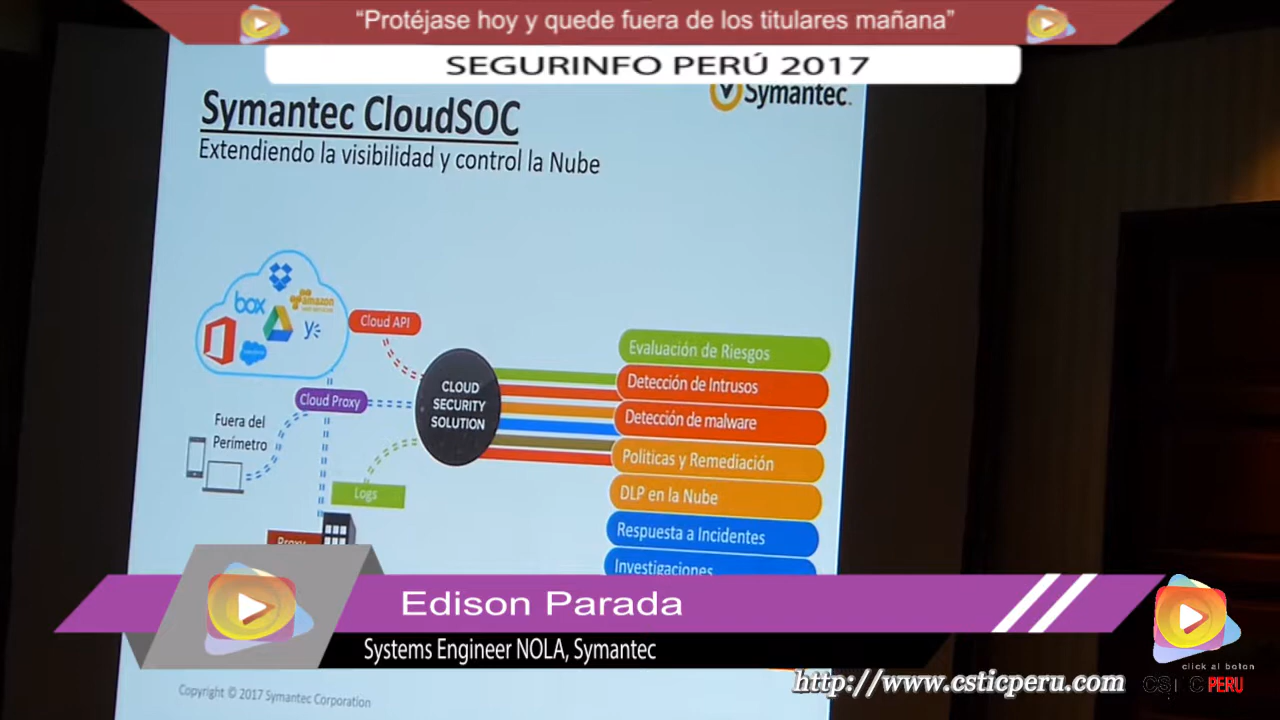 “Protéjase hoy y quede fuera de los titulares mañana”
SEGURINFO PERÚ 2017
Symantec CloudSOC
Symantec.
Extendiendo la visibilidad y control la Nube
box
amazon
Cloud API
Cloud Proxy
Fuera del
Perímetro
Logs
Proxy
CLOUD
SECURITY
SOLUTION
Evaluación de Riesgos
Detección de Intrusos
Detección de malware
Políticas y Remediación
DLP en la Nube
Respuesta a Incidentes
Investigaciones
Edison Parada
Systems Engineer NOLA, Symantec
Copyright © 2017 Symantec Corporation
http://www.csticperu.com
click al boton
CSTIC PERU